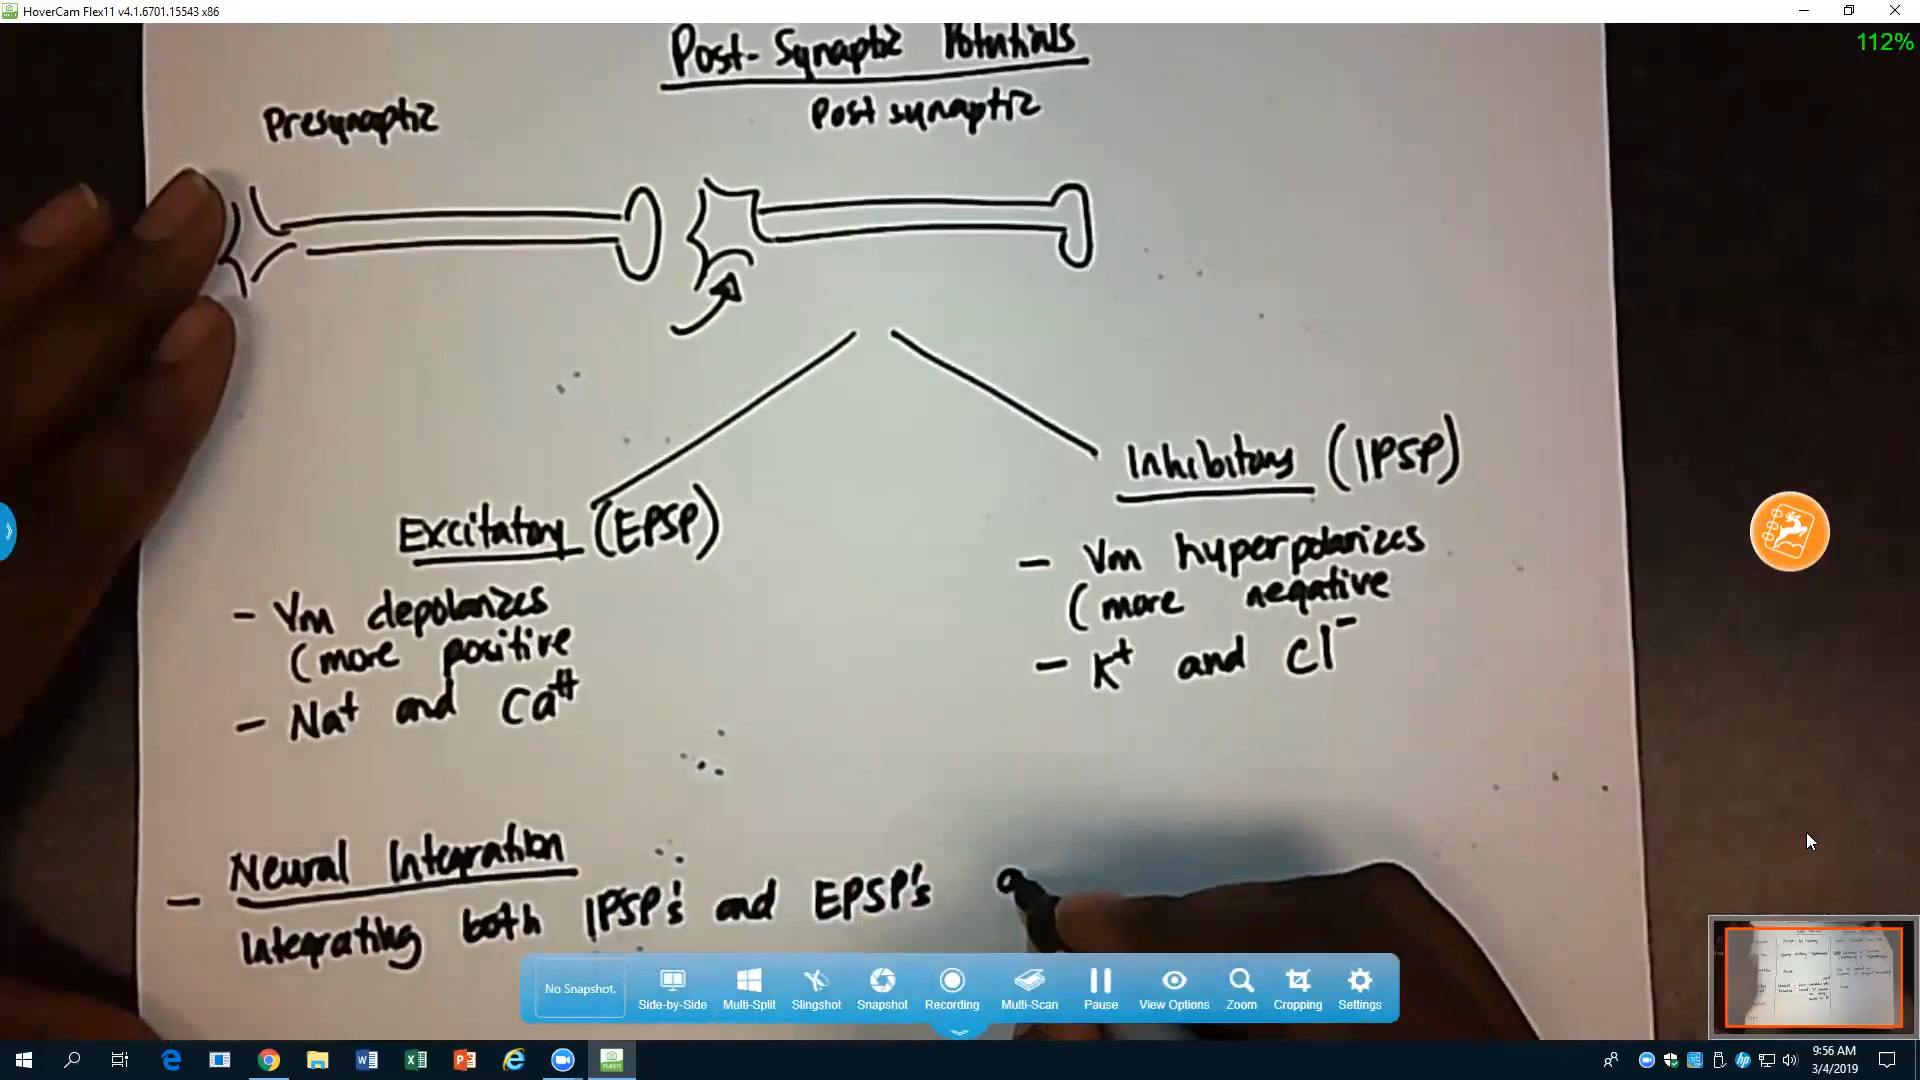 HoverCam Flex11 v4.1.6701.15543 x86
112%
Post-Synaptic Potentials
Presynaptic
Post synaptic
Inhibitory (IPSP)
Excitatory (EPSP)
- Vm hyperpolarizes
(more negative
- K+ and Cl-
- Vm depolarizes
(more positive
- Na+ and Ca++
Neural Integration
- Integrating both IPSP's and EPSP's
No Snapshot.
Side-by-Side
Multi-Split
Slingshot
Snapshot
Recording
Multi-Scan
Pause
View Options
Zoom
Cropping
Settings
9:56 AM
3/4/2019